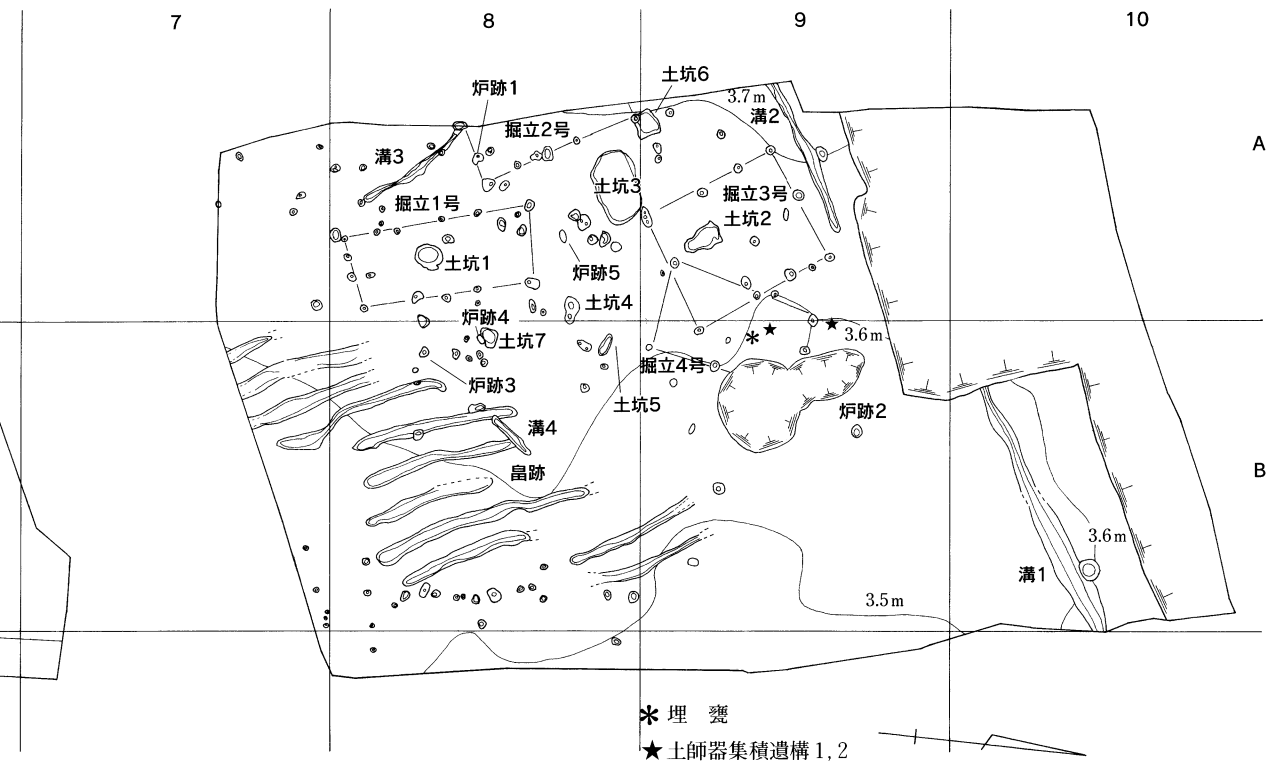 7
8
9
10
土坑6
炉跡1
3.7m
掘立2号
溝2
溝3
A
土坑3
掘立1号
掘立3号
土坑2
土坑1
炉跡5
土坑4
炉跡4
土坑7
3.6m
掘立4号
炉跡3
土坑5
炉跡2
溝4
畠跡
B
3.6m
溝1
3.5m
＊埋 甕
★土師器集積遺構1,2